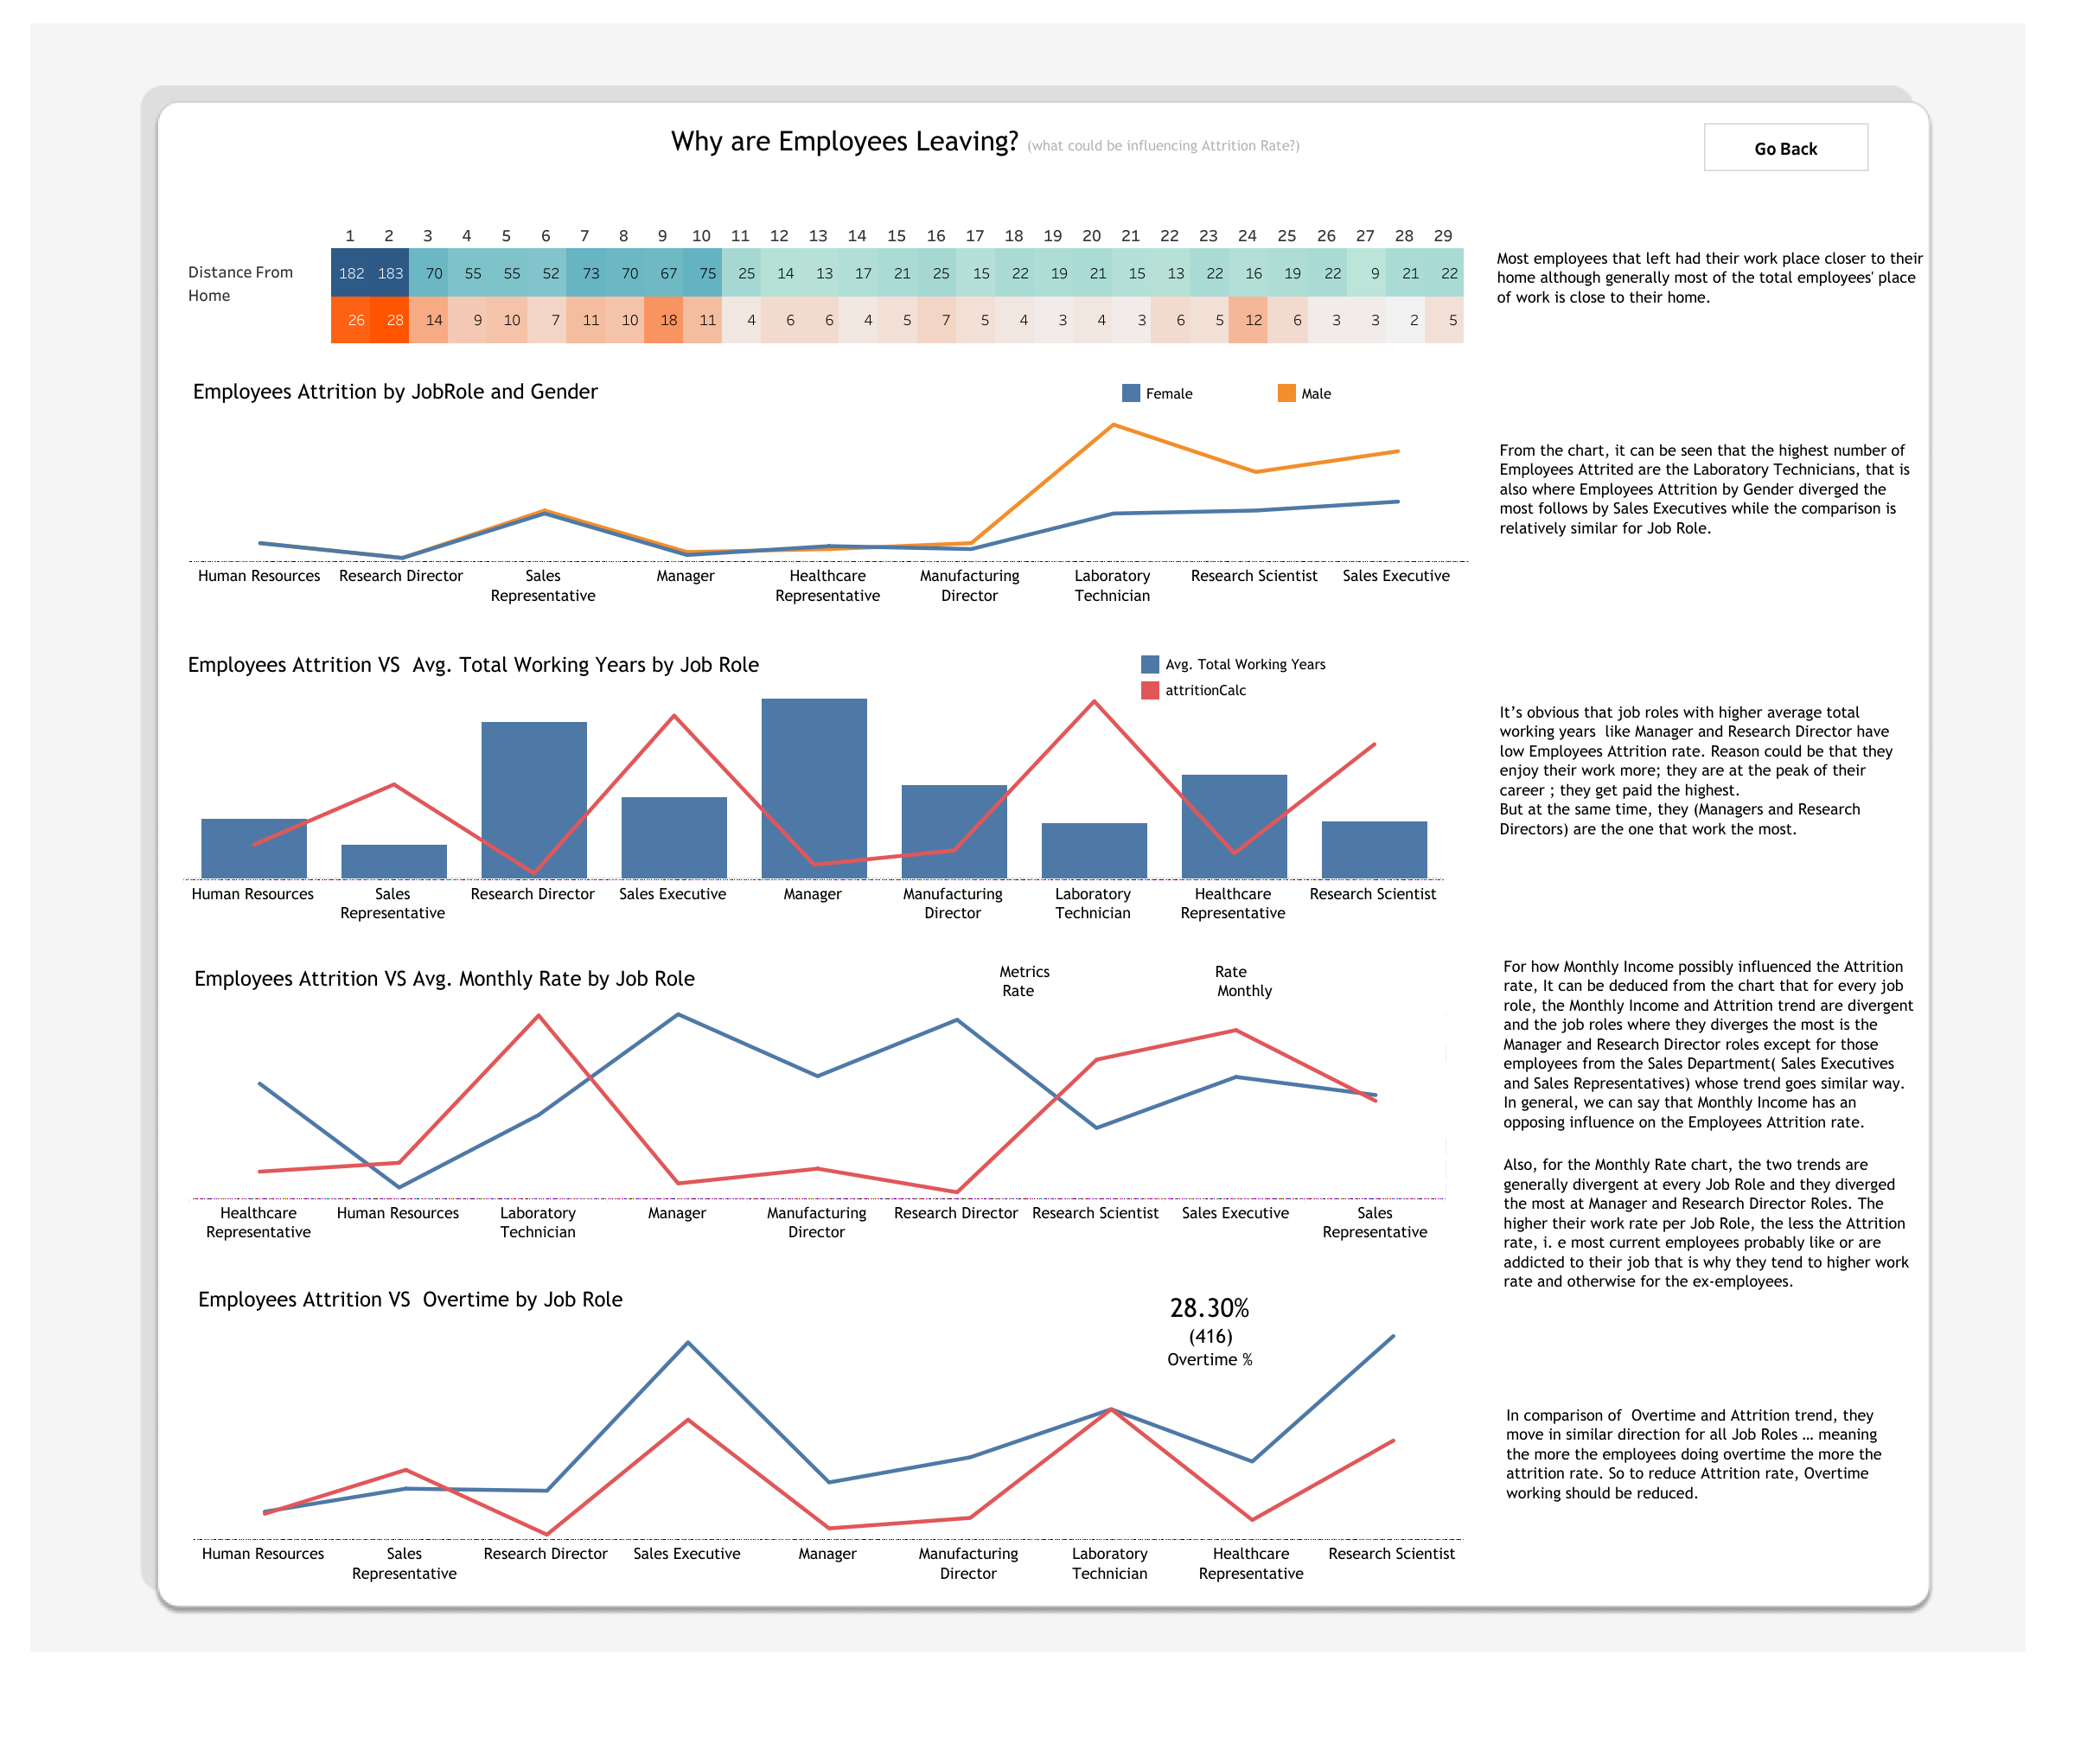 Why are Employees Leaving? (what could be influencing Attrition Rate?)
Go Back
1 2 3 4 5 6 7 8 9 10 11 12 13 14 15 16 17 18 19 20 21 22 23 24 25 26 27 28 29
Distance From
Home
182 183 70 55 55 52 73 70 67 75 25 14 13 17 21 25 15 22 19 21 15 13 22 16 19 22 9 21 22
26 28 14 9 10 7 11 10 18 11 4 6 6 4 5 7 5 4 3 4 3 6 5 12 6 3 3 2 5
Most employees that left had their work place closer to their
home although generally most of the total employees' place
of work is close to their home.
Employees Attrition by JobRole and Gender
Female
Male
Human Resources
Research Director
Sales
Representative
Manager
Healthcare
Representative
Manufacturing
Director
Laboratory
Technician
Research Scientist
Sales Executive
From the chart, it can be seen that the highest number of
Employees Attrited are the Laboratory Technicians, that is
also where Employees Attrition by Gender diverged the
most follows by Sales Executives while the comparison is
relatively similar for Job Role.
Employees Attrition VS  Avg. Total Working Years by Job Role
Avg. Total Working Years
attritionCalc
Human Resources
Sales
Representative
Research Director
Sales Executive
Manager
Manufacturing
Director
Laboratory
Technician
Healthcare
Representative
Research Scientist
It’s obvious that job roles with higher average total
working years  like Manager and Research Director have
low Employees Attrition rate. Reason could be that they
enjoy their work more; they are at the peak of their
career ; they get paid the highest.
But at the same time, they (Managers and Research
Directors) are the one that work the most.
Employees Attrition VS Avg. Monthly Rate by Job Role
Metrics
Rate
Rate
Monthly
Healthcare
Representative
Human Resources
Laboratory
Technician
Manager
Manufacturing
Director
Research Director
Research Scientist
Sales Executive
Sales
Representative
For how Monthly Income possibly influenced the Attrition
rate, It can be deduced from the chart that for every job
role, the Monthly Income and Attrition trend are divergent
and the job roles where they diverges the most is the
Manager and Research Director roles except for those
employees from the Sales Department( Sales Executives
and Sales Representatives) whose trend goes similar way.
In general, we can say that Monthly Income has an
opposing influence on the Employees Attrition rate.
Also, for the Monthly Rate chart, the two trends are
generally divergent at every Job Role and they diverged
the most at Manager and Research Director Roles. The
higher their work rate per Job Role, the less the Attrition
rate, i. e most current employees probably like or are
addicted to their job that is why they tend to higher work
rate and otherwise for the ex-employees.
Employees Attrition VS  Overtime by Job Role
28.30%
(416)
Overtime %
Human Resources
Sales
Representative
Research Director
Sales Executive
Manager
Manufacturing
Director
Laboratory
Technician
Healthcare
Representative
Research Scientist
In comparison of  Overtime and Attrition trend, they
move in similar direction for all Job Roles … meaning
the more the employees doing overtime the more the
attrition rate. So to reduce Attrition rate, Overtime
working should be reduced.